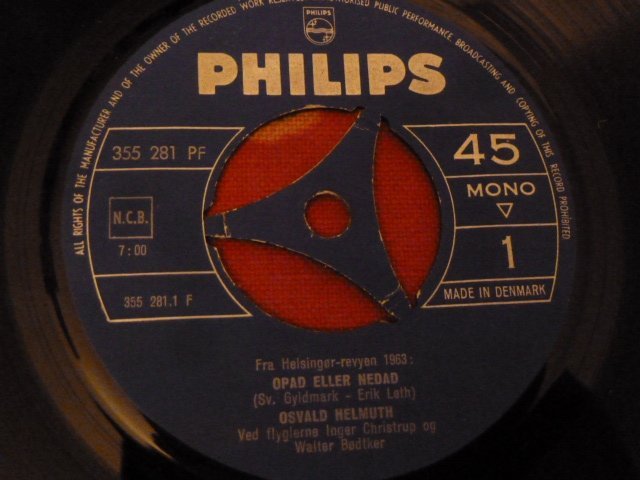 ALL RIGHTS OF THE MANUFACTURER AND OF THE OWNER OF THE RECORDED WORK RESERVED. UNAUTHORISED PUBLIC PERFORMANCE, BROADCASTING AND COPYING OF THIS RECORD PROHIBITED
PHILIPS
PHILIPS
355 281 PF
45
N.C.B.
MONO
7:00
1
355 281.1 F
MADE IN DENMARK
Fra Helsingør-revyen 1963:
OPAD ELLER NEDAD
(Sv. Gyldmark - Erik Leth)
OSVALD HELMUTH
Ved flyglerne Inger Christrup og
Walter Bødtker